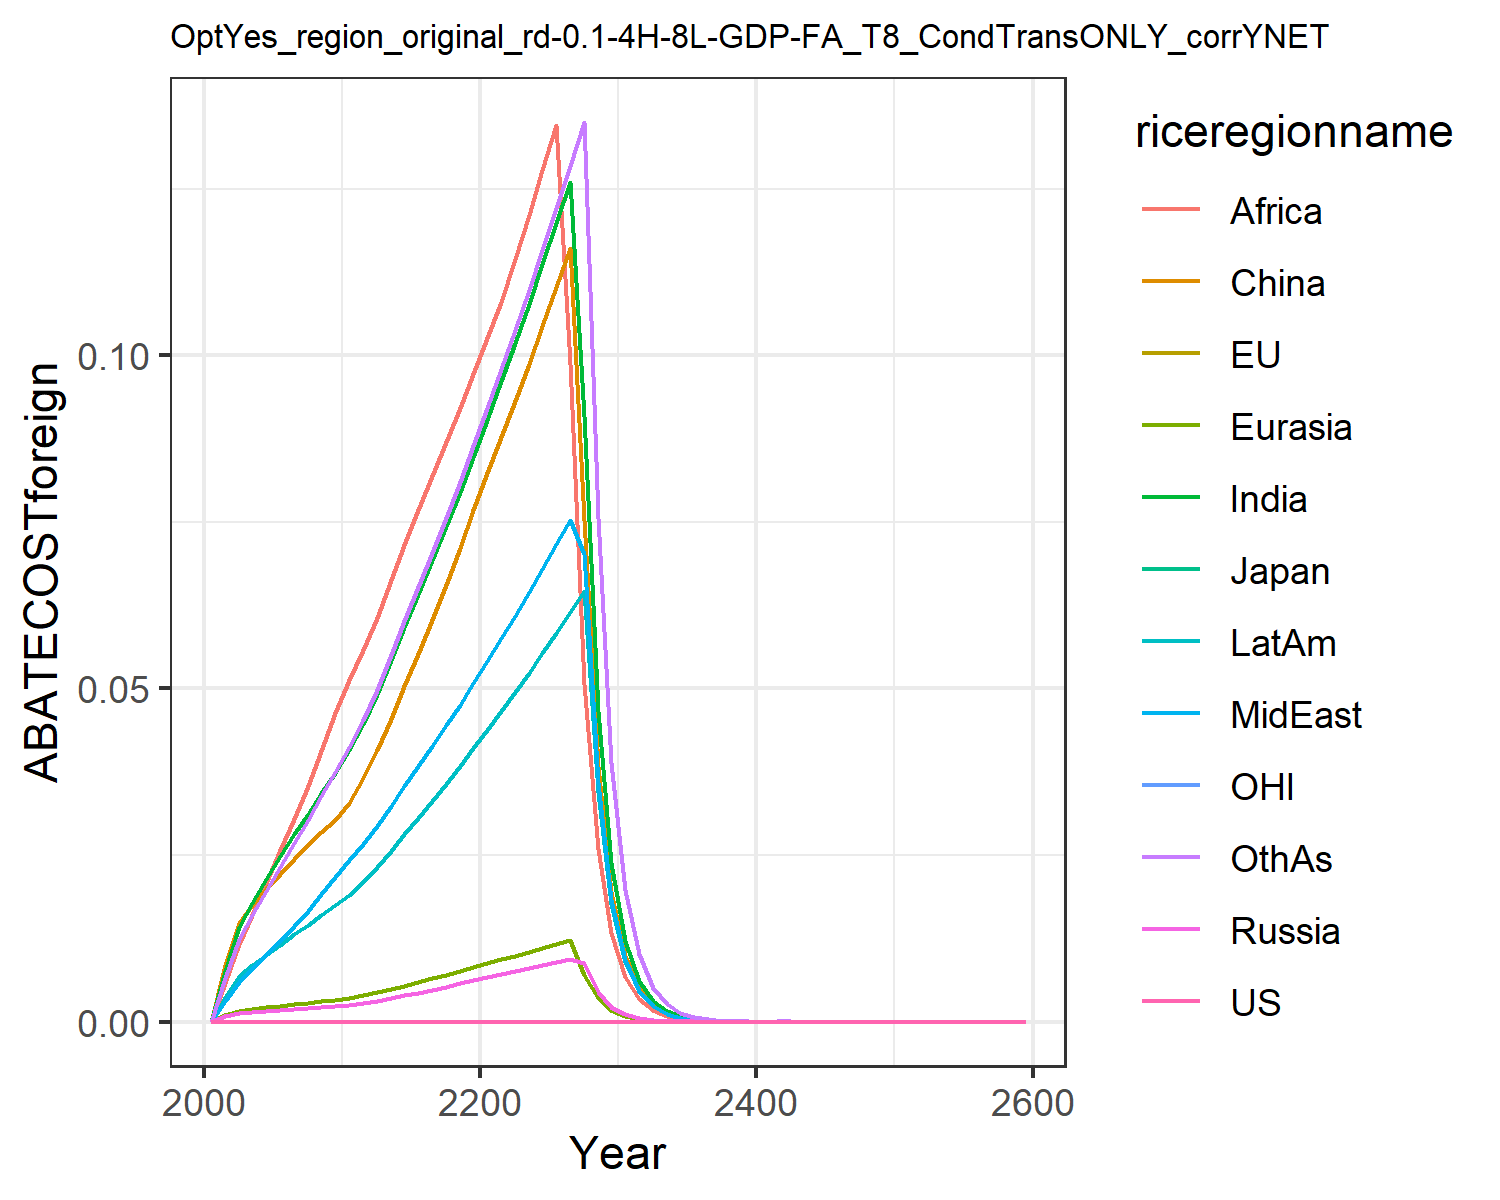 OptYes_region_original_rd-0.1-4H-8L-GDP-FA_T8_CondTransONLY_corrYNET
ABATECOSTforeign
0.10
0.05
0.00
2000 2200 2400 2600
Year
riceregionname
Africa
China
EU
Eurasia
India
Japan
LatAm
MidEast
OHI
OthAs
Russia
US